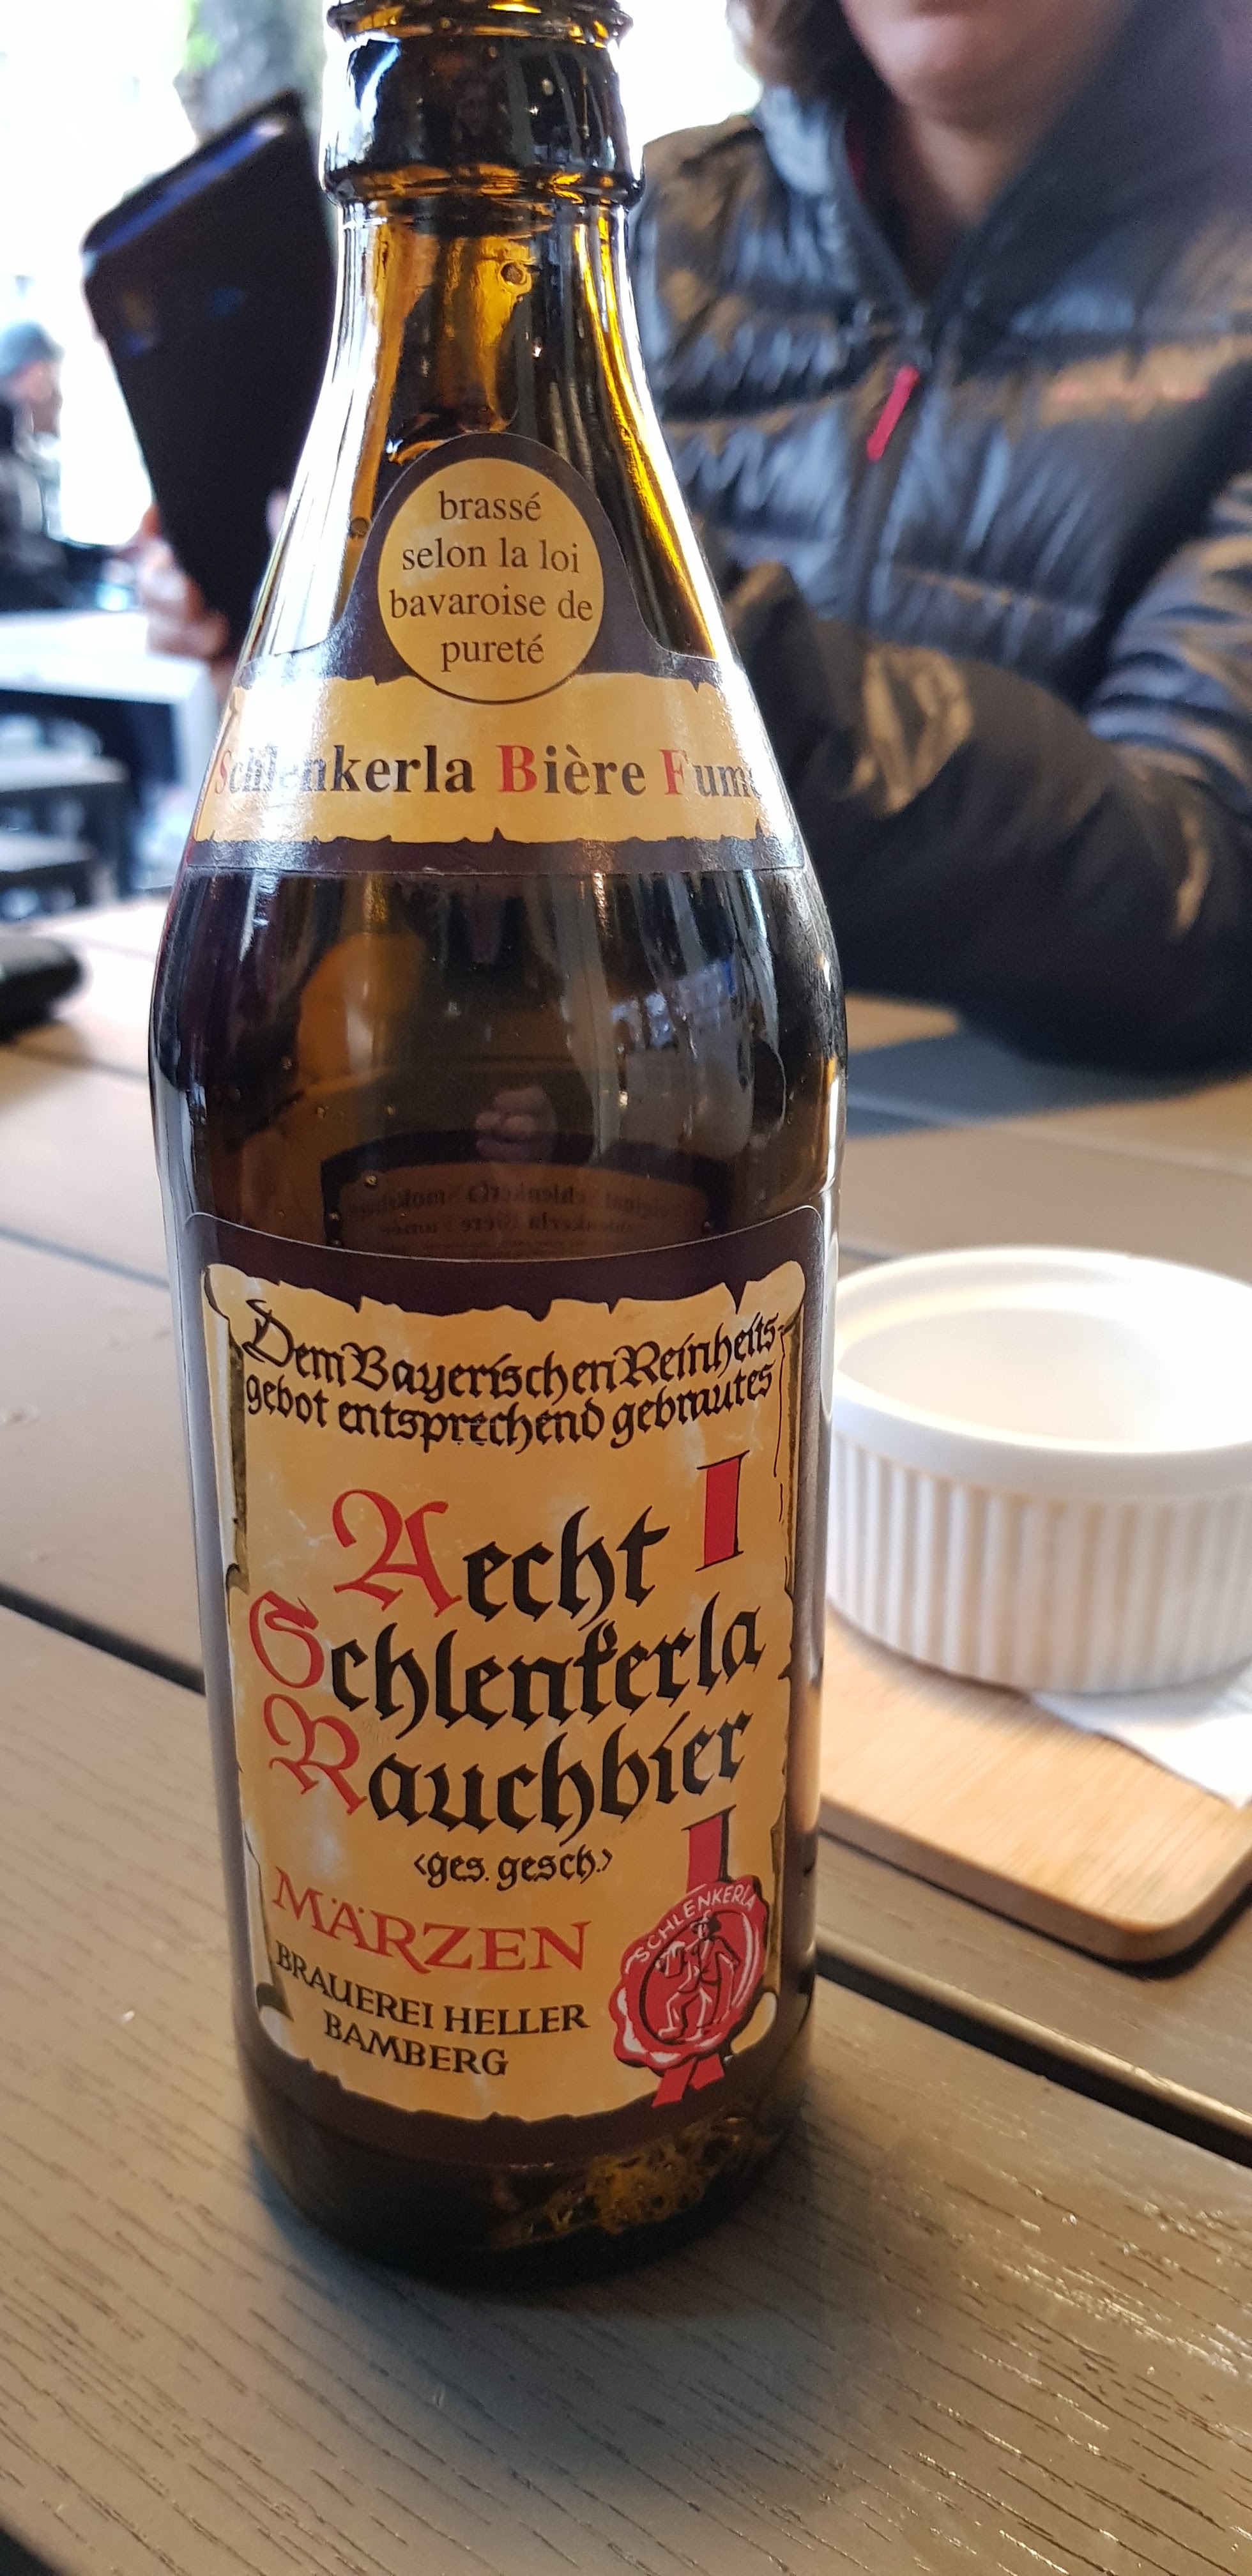 brassé
selon la loi
bavaroise de
pureté
Schlenkerla Bière
Dem Bayerischen Reinheits-
gebot entsprechend gebrautes
Aecht
Schlenkerla
Rauchbier
<ges. gesch.>
MÄRZEN
SCHLENKERLA
BRAUEREI HELLER
BAMBERG